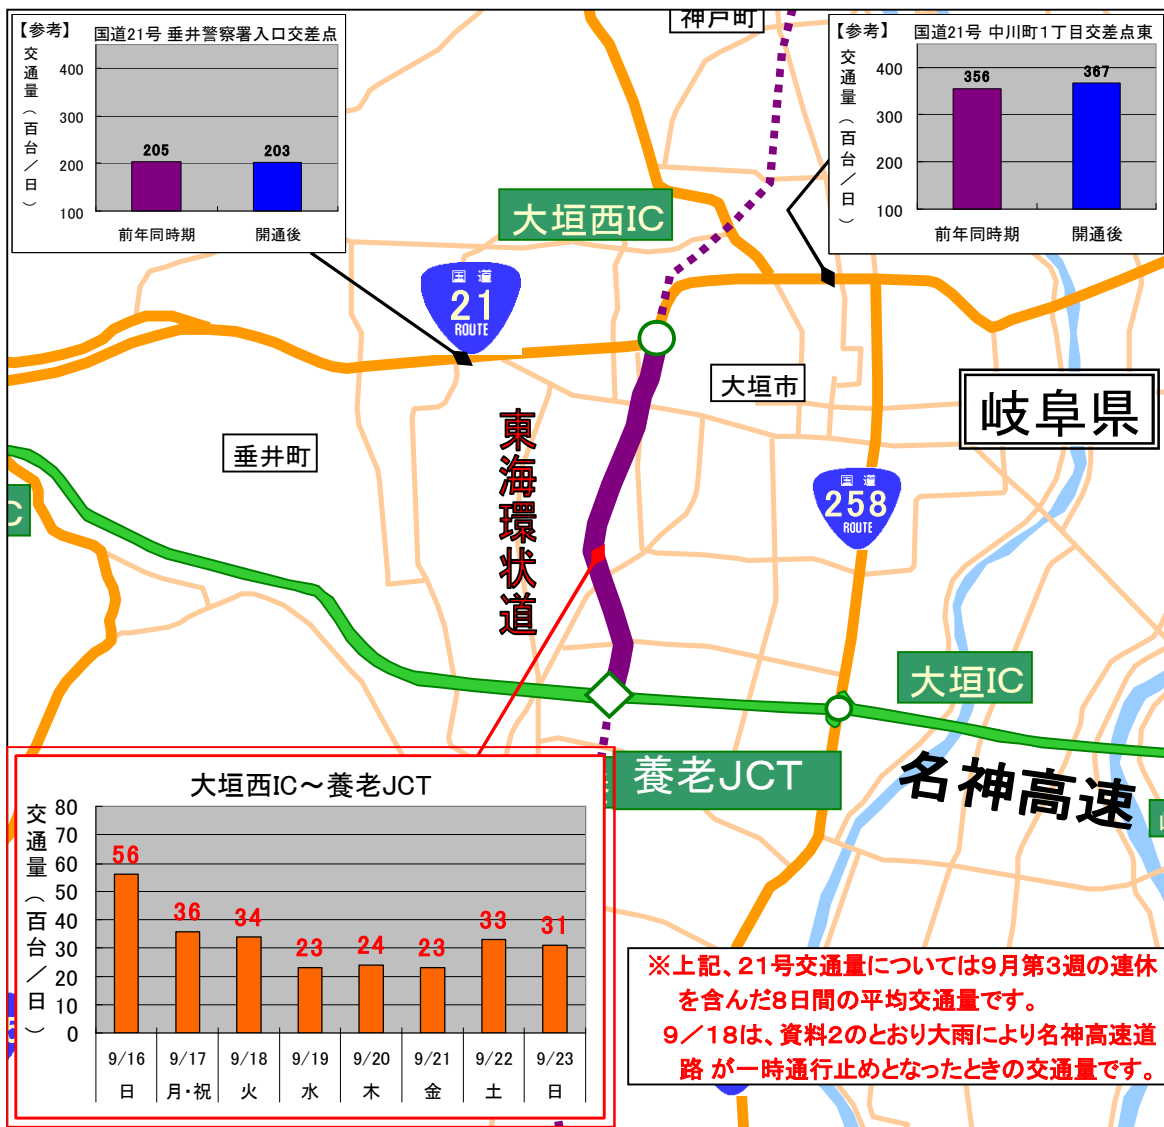 【参考】
国道21号 垂井警察署入口交差点
交通量(百台/日)
400
300
200
100
205
203
前年同時期
開通後
神戸町
【参考】
国道21号 中川町1丁目交差点東
交通量(百台/日)
400
300
200
100
356
367
前年同時期
開通後
大垣西IC
国道
21
ROUTE
大垣市
岐阜県
垂井町
東海環状道
国道
258
ROUTE
C
大垣IC
養老JCT
名神高速
大垣西IC~養老JCT
交通量(百台/日)
80
70
60
50
40
30
20
10
0
56
36
34
23
24
23
33
31
9/16
9/17
9/18
9/19
9/20
9/21
9/22
9/23
日
月・祝
火
水
木
金
土
日
※上記、21号交通量については9月第3週の連休
を含んだ8日間の平均交通量です。
9/18は、資料2のとおり大雨により名神高速道
路 が一時通行止めとなったときの交通量です。